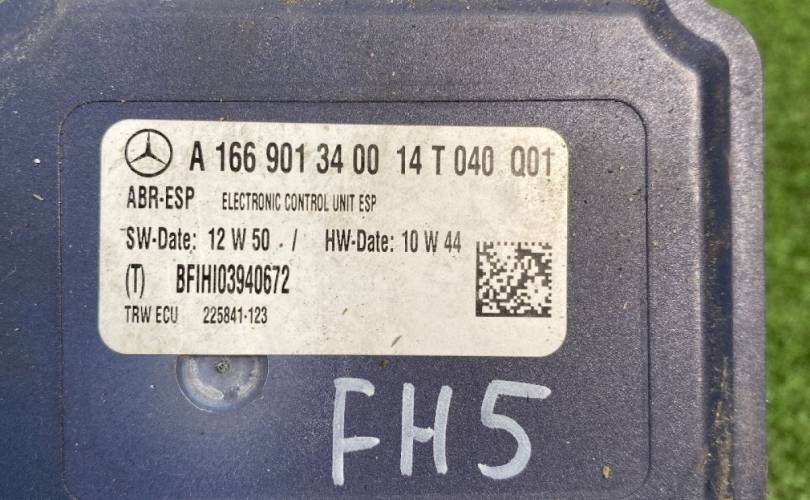 A 166 901 34 00 14 T 040 Q01
ABR-ESP ELECTRONIC CONTROL UNIT ESP
SW-Date: 12 W 50 . / HW-Date: 10 W 44
(T) BFIHI03940672
TRW ECU 225841-123
FH5